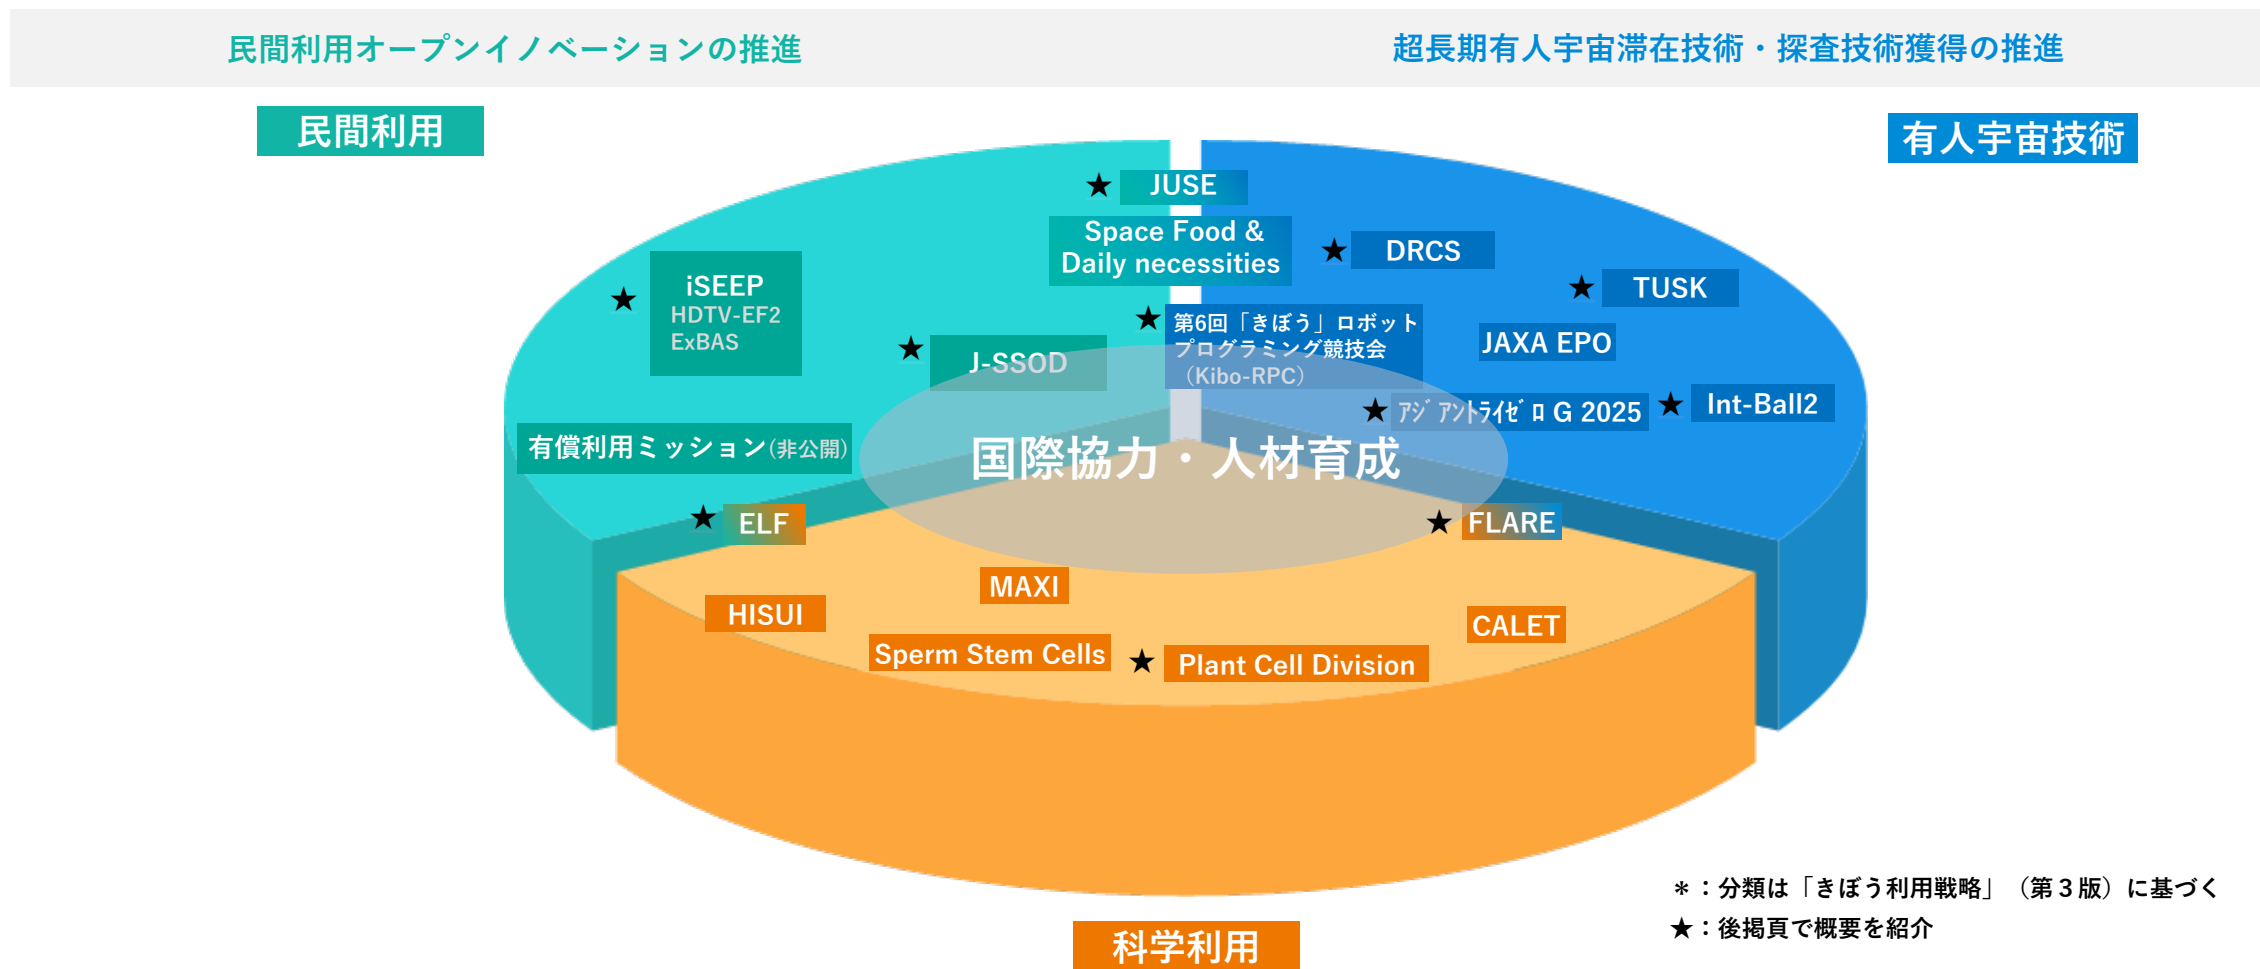 民間利用オープンイノベーションの推進
超長期有人宇宙滞在技術・探査技術獲得の推進
民間利用
有人宇宙技術
★ JUSE
Space Food &
Daily necessities
★ DRCS
★ iSEEP
HDTV-EF2
ExBAS
★ TUSK
★ 第6回「きぼう」ロボット
プログラミング競技会
（Kibo-RPC）
JAXA EPO
★ J-SSOD
★ ｱｼﾞｱﾝﾄﾗｲｾﾞﾛ G 2025
★ Int-Ball2
有償利用ミッション(非公開)
国際協力・人材育成
★ ELF
★ FLARE
MAXI
HISUI
CALET
Sperm Stem Cells
★ Plant Cell Division
＊：分類は「きぼう利用戦略」（第３版）に基づく
★：後掲頁で概要を紹介
科学利用